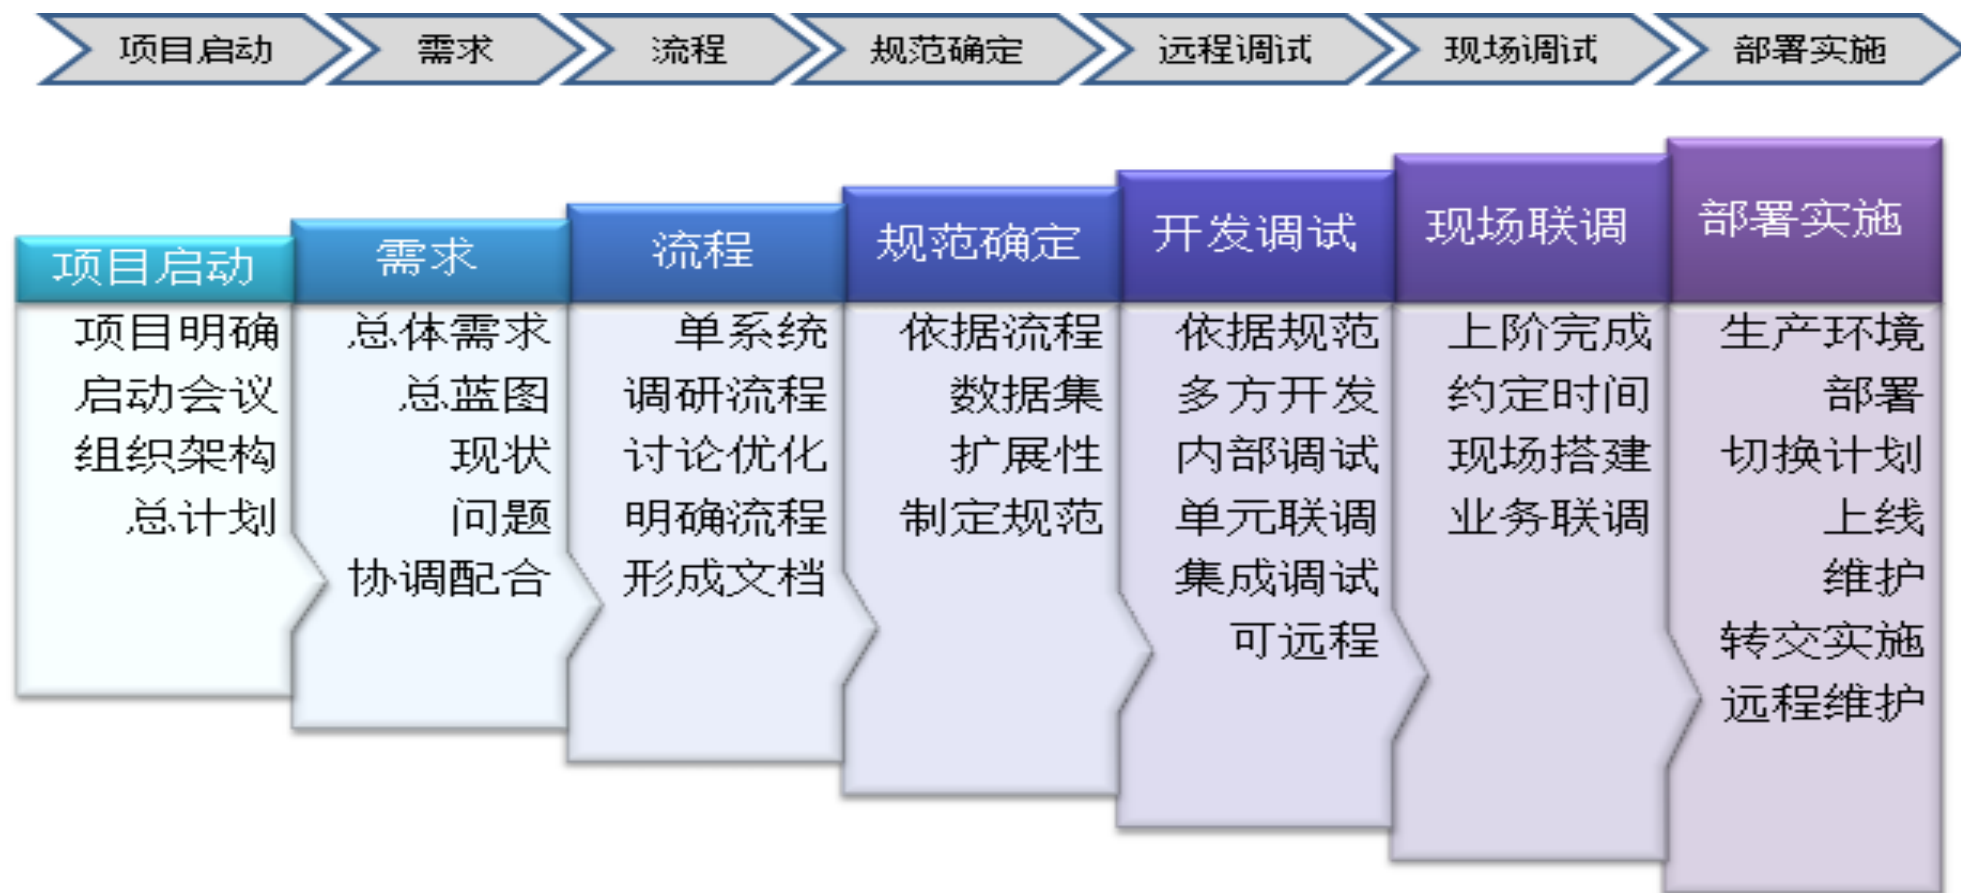 项目启动
需求
流程
规范确定
远程调试
现场调试
部署实施
项目启动
项目明确
启动会议
组织架构
总计划
需求
总体需求
总蓝图
现状
问题
协调配合
流程
单系统
调研流程
讨论优化
明确流程
形成文档
规范确定
依据流程
数据集
扩展性
制定规范
开发调试
依据规范
多方开发
内部调试
单元联调
集成调试
可远程
现场联调
上阶完成
约定时间
现场搭建
业务联调
部署实施
生产环境
部署
切换计划
上线
维护
转交实施
远程维护